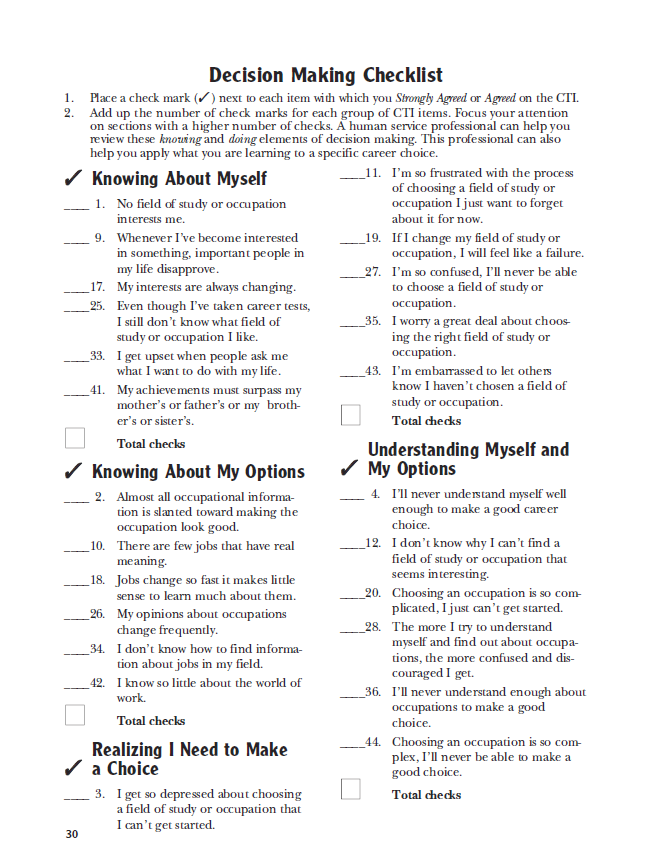 Decision Making Checklist
1. Place a check mark (✓) next to each item with which you Strongly Agreed or Agreed on the CTI.
2. Add up the number of check marks for each group of CTI items. Focus your attention
on sections with a higher number of checks. A human service professional can help you
review these knowing and doing elements of decision making. This professional can also
help you apply what you are learning to a specific career choice.
✓ Knowing About Myself
____ 1. No field of study or occupation
interests me.
____ 9. Whenever I've become interested
in something, important people in
my life disapprove.
____17. My interests are always changing.
____25. Even though I've taken career tests,
I still don't know what field of
study or occupation I like.
____33. I get upset when people ask me
what I want to do with my life.
____41. My achievements must surpass my
mother's or father's or my broth-
er's or sister's.
Total checks
✓ Knowing About My Options
____ 2. Almost all occupational informa-
tion is slanted toward making the
occupation look good.
____10. There are few jobs that have real
meaning.
____18. Jobs change so fast it makes little
sense to learn much about them.
____26. My opinions about occupations
change frequently.
____34. I don't know how to find informa-
tion about jobs in my field.
____42. I know so little about the world of
work.
Total checks
Realizing I Need to Make
✓ a Choice
____ 3. I get so depressed about choosing
a field of study or occupation that
I can't get started.
____11. I'm so frustrated with the process
of choosing a field of study or
occupation I just want to forget
about it for now.
____19. If I change my field of study or
occupation, I will feel like a failure.
____27. I'm so confused, I'll never be able
to choose a field of study or
occupation.
____35. I worry a great deal about choos-
ing the right field of study or
occupation.
____43. I'm embarrassed to let others
know I haven't chosen a field of
study or occupation.
Total checks
Understanding Myself and
✓ My Options
____ 4. I'll never understand myself well
enough to make a good career
choice.
____12. I don't know why I can't find a
field of study or occupation that
seems interesting.
____20. Choosing an occupation is so com-
plicated, I just can't get started.
____28. The more I try to understand
myself and find out about occupa-
tions, the more confused and dis-
couraged I get.
____36. I'll never understand enough about
occupations to make a good
choice.
____44. Choosing an occupation is so com-
plex, I'll never be able to make a
good choice.
Total checks
30